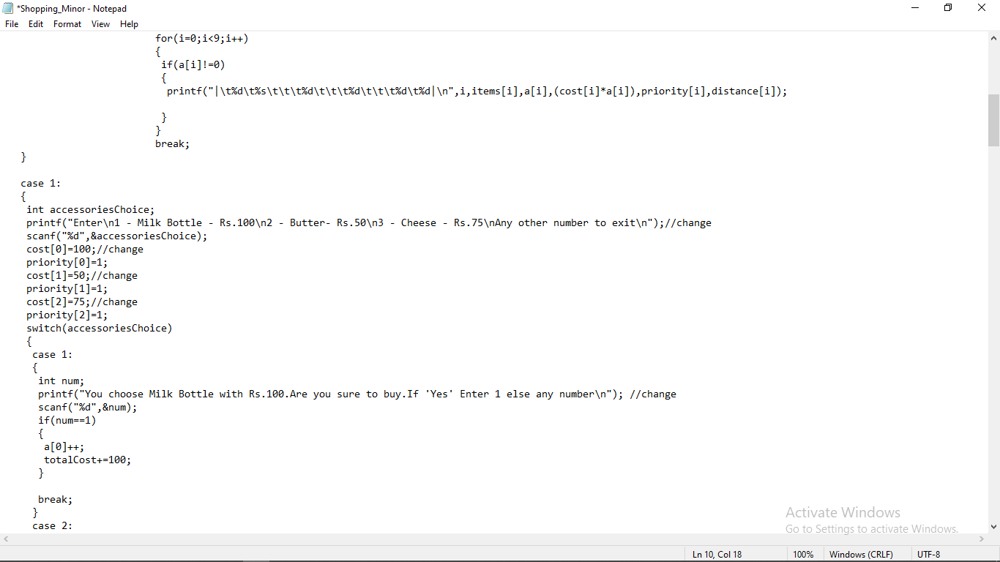 *Shopping_Minor - Notepad
File Edit Format View Help
for(i=0;i<9;i++)
{
if(a[i]!=0)
{
printf("|\t%d\t%s\t\t\t%d\t\t\t%d\t\t\t%d\t%d|\n",i,items[i],a[i],(cost[i]*a[i]),priority[i],distance[i]);
}
}
break;
}
case 1:
{
int accessoriesChoice;
printf("Enter\n1 - Milk Bottle - Rs.100\n2 - Butter- Rs.50\n3 - Cheese - Rs.75\nAny other number to exit\n");//change
scanf("%d",&accessoriesChoice);
cost[0]=100;//change
priority[0]=1;
cost[1]=50;//change
priority[1]=1;
cost[2]=75;//change
priority[2]=1;
switch(accessoriesChoice)
{
case 1:
{
int num;
printf("You choose Milk Bottle with Rs.100.Are you sure to buy.If 'Yes' Enter 1 else any number\n"); //change
scanf("%d",&num);
if(num==1)
{
a[0]++;
totalCost+=100;
}
break;
}
case 2:
Activate Windows
Go to Settings to activate Windows.
Ln 10, Col 18 100% Windows (CRLF) UTF-8